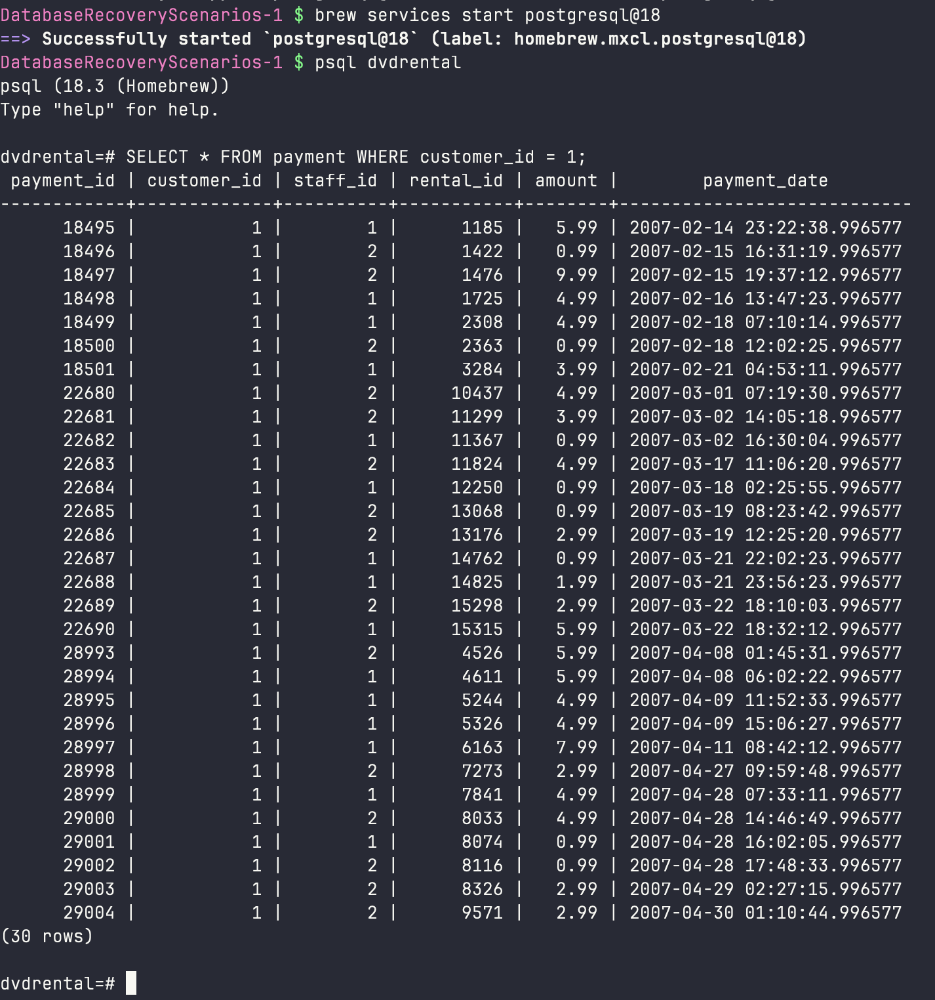 DatabaseRecoveryScenarios-1 $ brew services start postgresql@18
==> Successfully started `postgresql@18` (label: homebrew.mxcl.postgresql@18)
DatabaseRecoveryScenarios-1 $ psql dvdrental
psql (18.3 (Homebrew))
Type "help" for help.

dvdrental=# SELECT * FROM payment WHERE customer_id = 1;
 payment_id | customer_id | staff_id | rental_id | amount |        payment_date
------------+-------------+----------+-----------+--------+----------------------------
      18495 |           1 |        1 |      1185 |   5.99 | 2007-02-14 23:22:38.996577
      18496 |           1 |        2 |      1422 |   0.99 | 2007-02-15 16:31:19.996577
      18497 |           1 |        2 |      1476 |   9.99 | 2007-02-15 19:37:12.996577
      18498 |           1 |        1 |      1725 |   4.99 | 2007-02-16 13:47:23.996577
      18499 |           1 |        1 |      2308 |   4.99 | 2007-02-18 07:10:14.996577
      18500 |           1 |        2 |      2363 |   0.99 | 2007-02-18 12:02:25.996577
      18501 |           1 |        1 |      3284 |   3.99 | 2007-02-21 04:53:11.996577
      22680 |           1 |        2 |     10437 |   4.99 | 2007-03-01 07:19:30.996577
      22681 |           1 |        2 |     11299 |   3.99 | 2007-03-02 14:05:18.996577
      22682 |           1 |        1 |     11367 |   0.99 | 2007-03-02 16:30:04.996577
      22683 |           1 |        2 |     11824 |   4.99 | 2007-03-17 11:06:20.996577
      22684 |           1 |        1 |     12250 |   0.99 | 2007-03-18 02:25:55.996577
      22685 |           1 |        2 |     13068 |   0.99 | 2007-03-19 08:23:42.996577
      22686 |           1 |        2 |     13176 |   2.99 | 2007-03-19 12:25:20.996577
      22687 |           1 |        1 |     14762 |   0.99 | 2007-03-21 22:02:23.996577
      22688 |           1 |        1 |     14825 |   1.99 | 2007-03-21 23:56:23.996577
      22689 |           1 |        2 |     15298 |   2.99 | 2007-03-22 18:10:03.996577
      22690 |           1 |        1 |     15315 |   5.99 | 2007-03-22 18:32:12.996577
      28993 |           1 |        2 |      4526 |   5.99 | 2007-04-08 01:45:31.996577
      28994 |           1 |        1 |      4611 |   5.99 | 2007-04-08 06:02:22.996577
      28995 |           1 |        1 |      5244 |   4.99 | 2007-04-09 11:52:33.996577
      28996 |           1 |        1 |      5326 |   4.99 | 2007-04-09 15:06:27.996577
      28997 |           1 |        1 |      6163 |   7.99 | 2007-04-11 08:42:12.996577
      28998 |           1 |        2 |      7273 |   2.99 | 2007-04-27 09:59:48.996577
      28999 |           1 |        1 |      7841 |   4.99 | 2007-04-28 07:33:11.996577
      29000 |           1 |        2 |      8033 |   4.99 | 2007-04-28 14:46:49.996577
      29001 |           1 |        1 |      8074 |   0.99 | 2007-04-28 16:02:05.996577
      29002 |           1 |        2 |      8116 |   0.99 | 2007-04-28 17:48:33.996577
      29003 |           1 |        2 |      8326 |   2.99 | 2007-04-29 02:27:15.996577
      29004 |           1 |        2 |      9571 |   2.99 | 2007-04-30 01:10:44.996577
(30 rows)

dvdrental=#